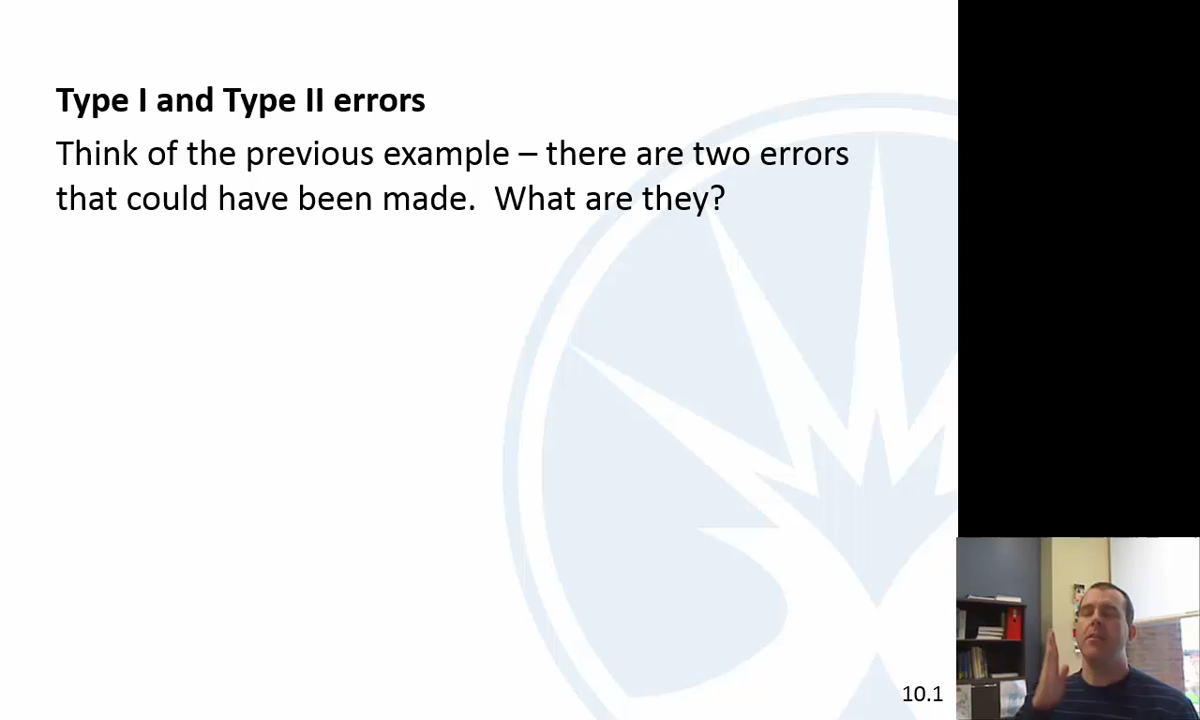 Type I and Type II errors
Think of the previous example – there are two errors
that could have been made.  What are they?
10.1